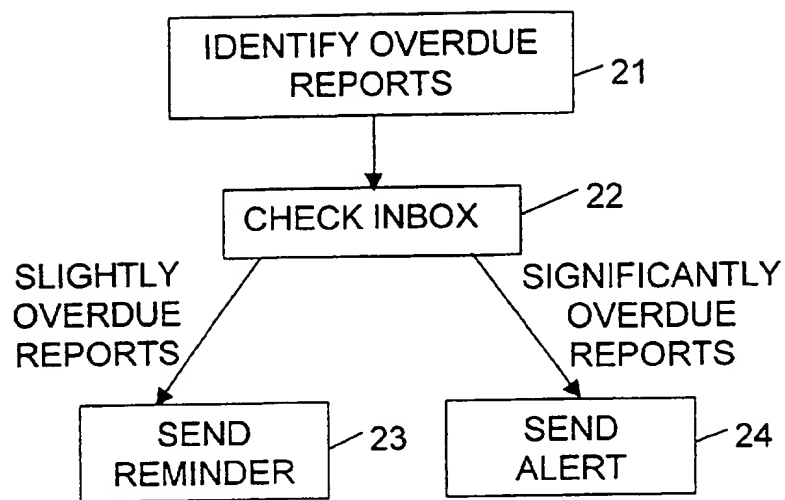 IDENTIFY OVERDUE
REPORTS
21
CHECK INBOX
22
SLIGHTLY
OVERDUE
REPORTS
SIGNIFICANTLY
OVERDUE
REPORTS
SEND
REMINDER
23
SEND
ALERT
24